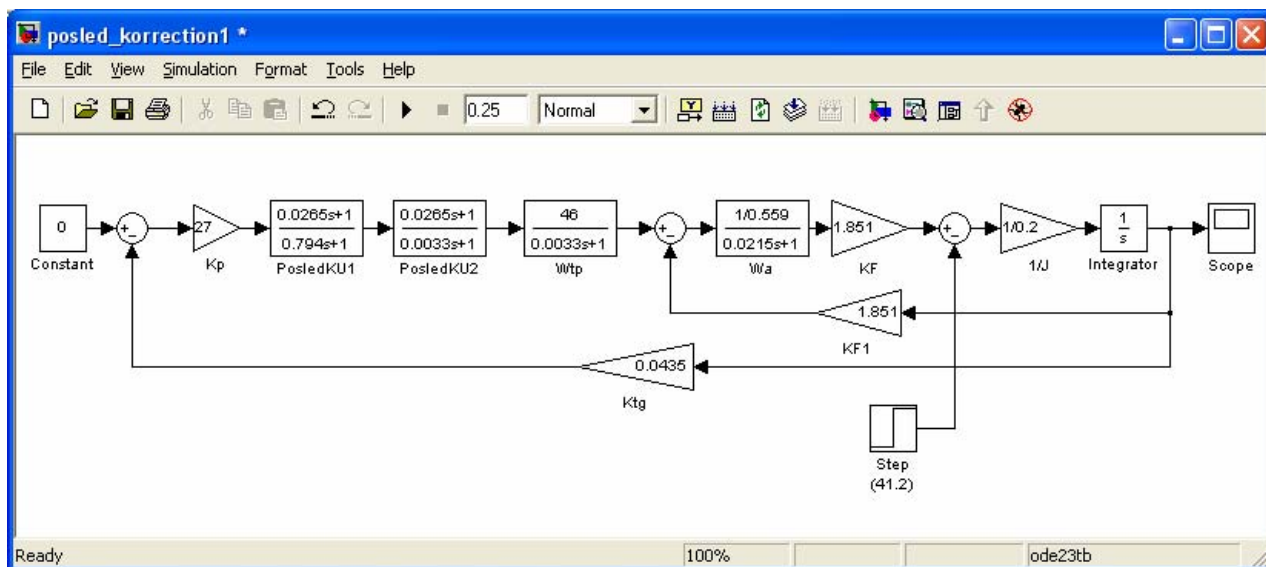 posled_korrection1 *
File Edit View Simulation Format Tools Help
0.25 Normal
0
Constant
27
Kp
0.0265s+1
0.794s+1
PosledKU1
0.0265s+1
0.0033s+1
PosledKU2
46
0.0033s+1
Wtp
1/0.559
0.0215s+1
Wa
1.851
KF
1/0.2
1/J
1
s
Integrator
Scope
1.851
KF1
0.0435
Ktg
Step
(41.2)
Ready 100% ode23tb